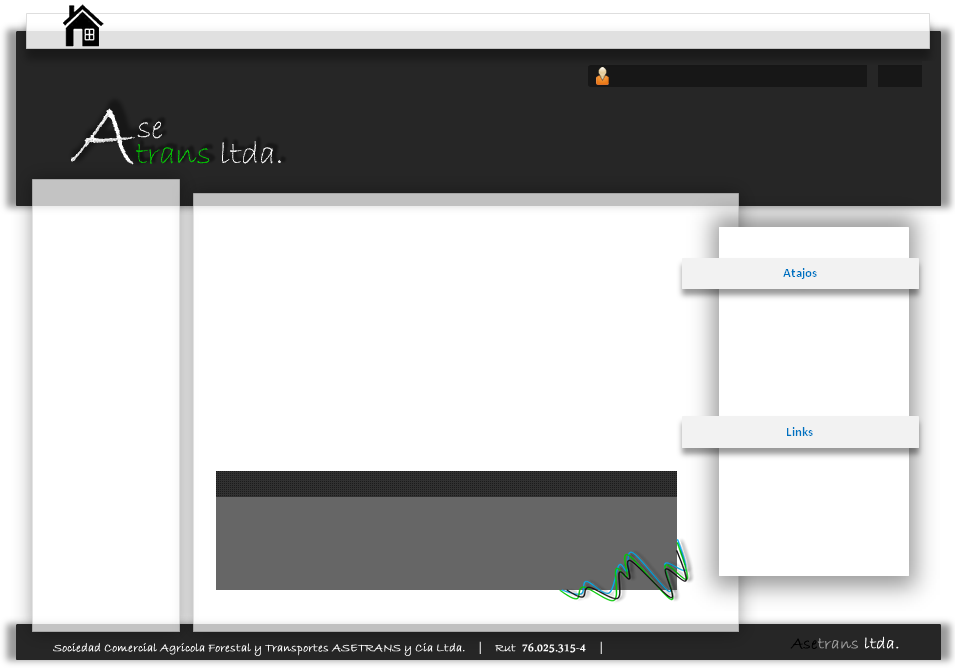 Ase
trans ltda.
Atajos
Links
Sociedad Comercial Agrícola Forestal y Transportes ASETRANS y Cía Ltda. | Rut 76.025.315-4 |
Asetrans ltda.